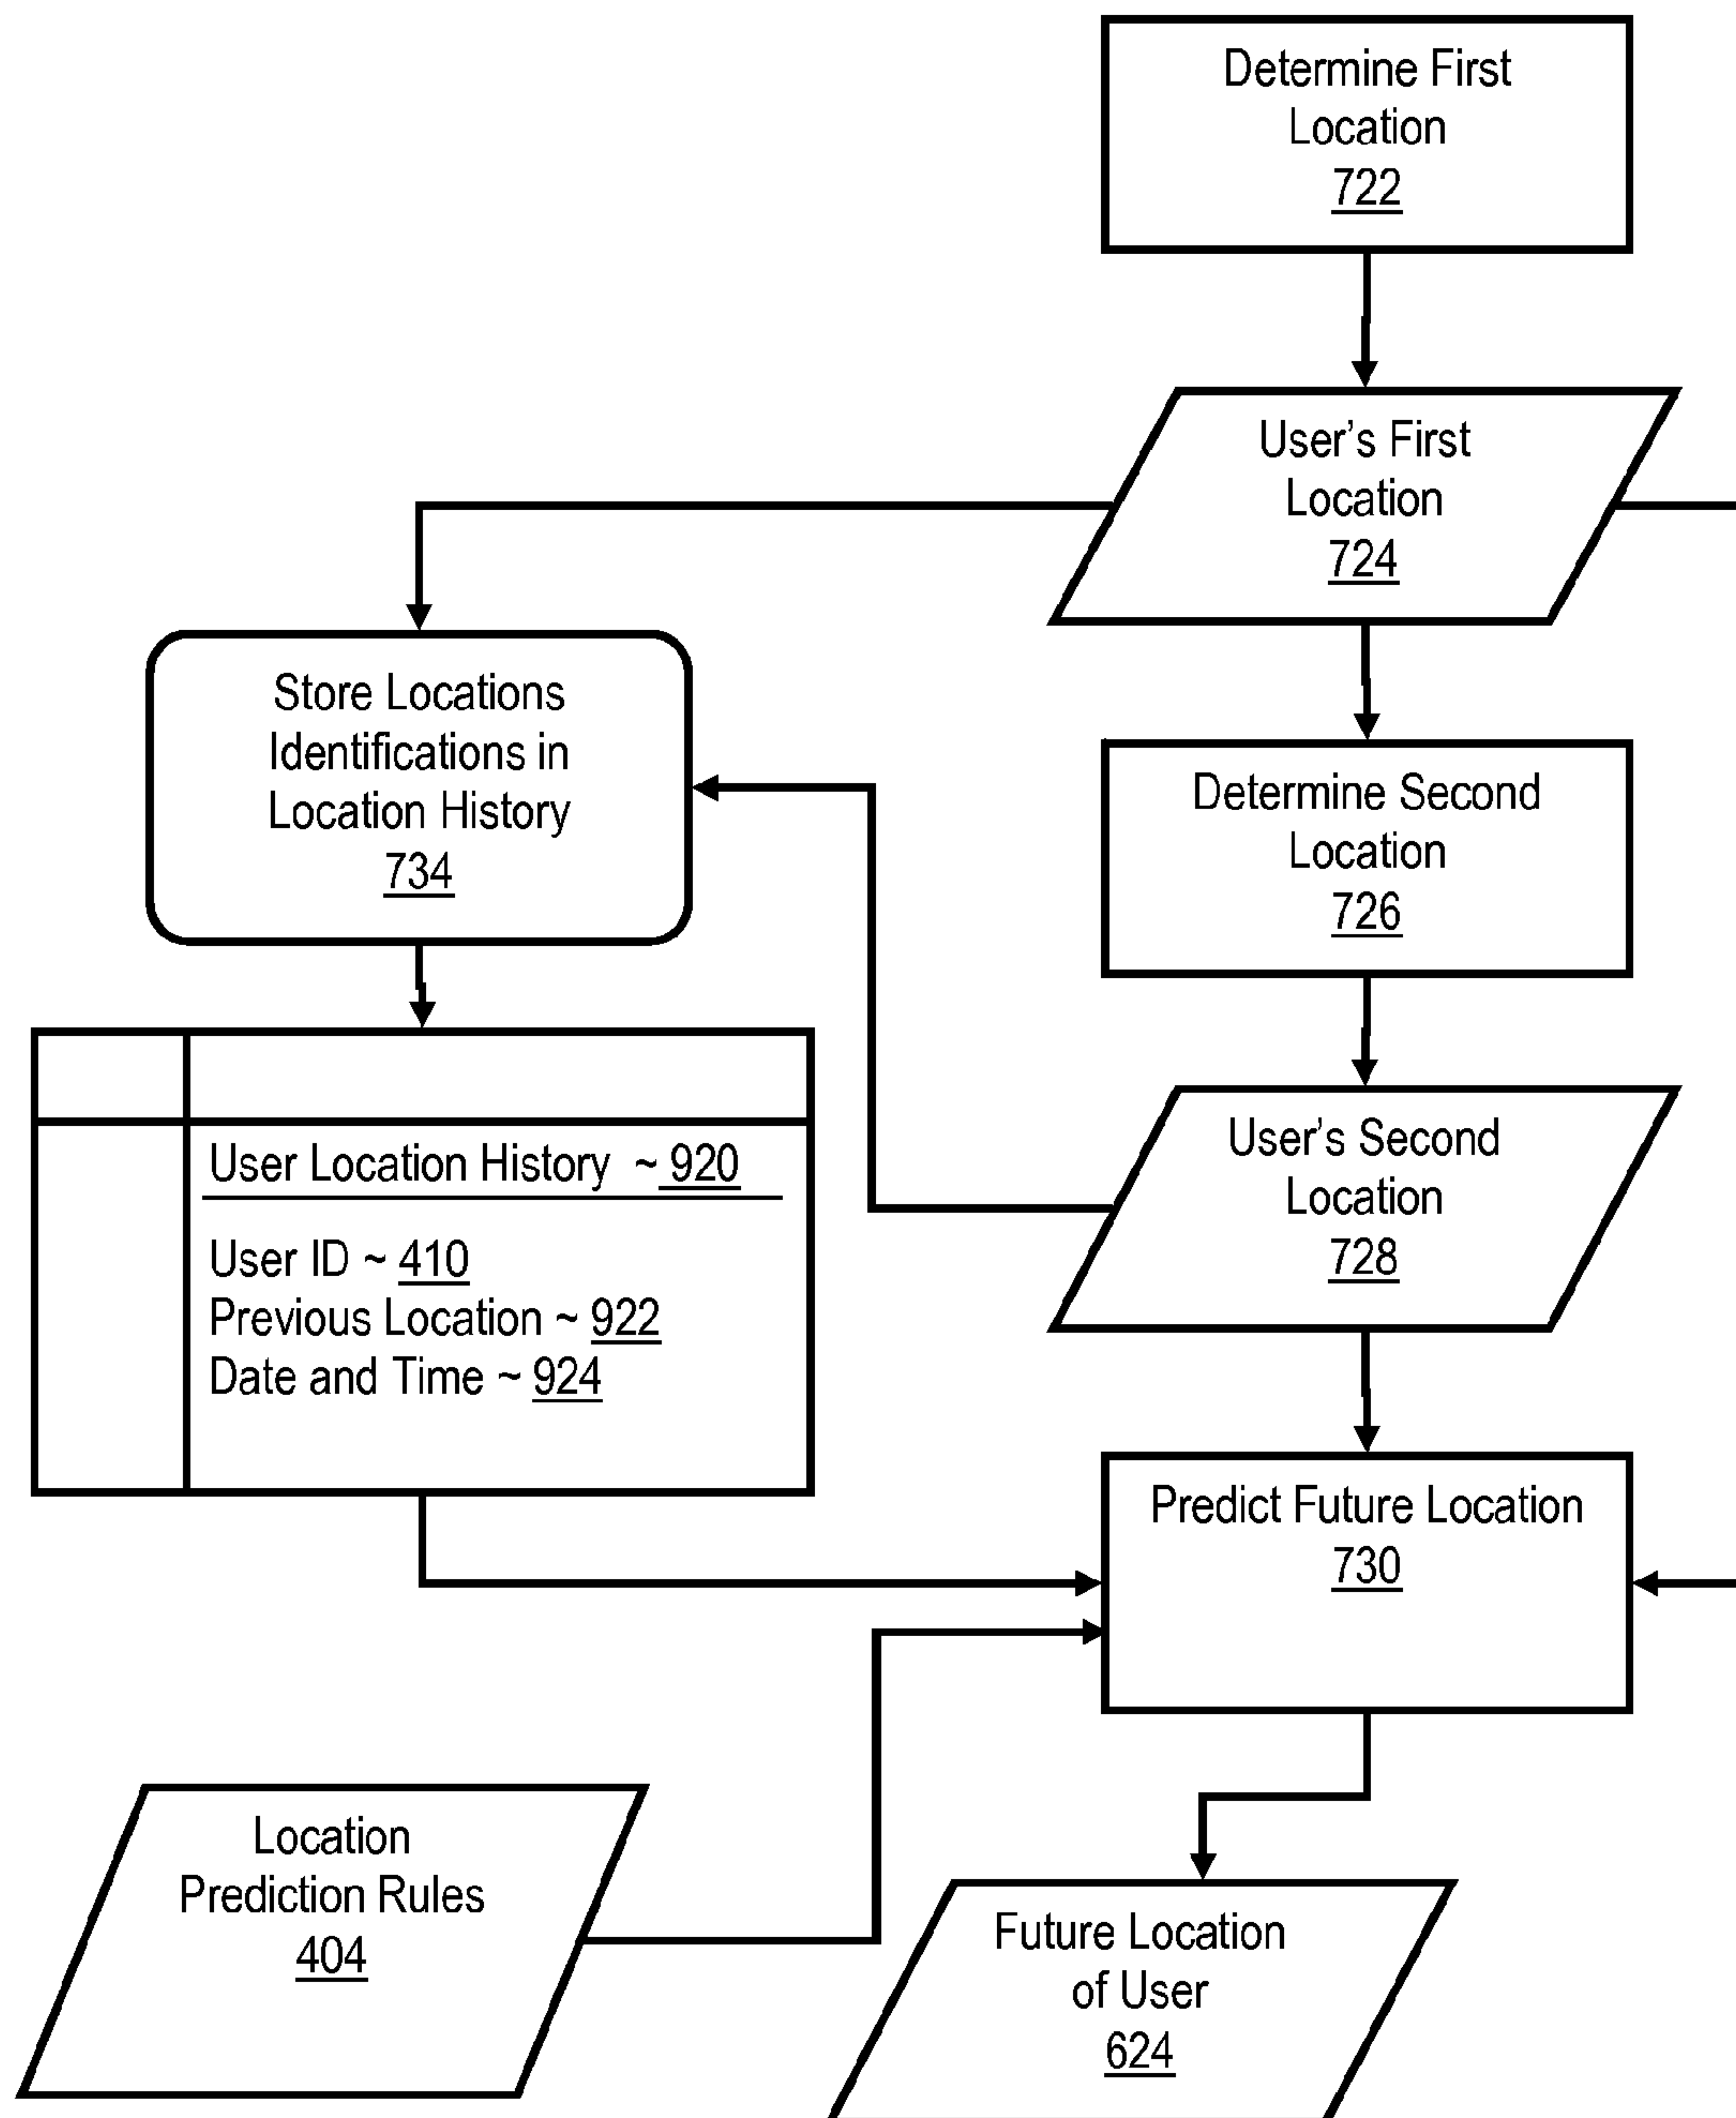 Determine First
Location
722
User's First
Location
724
Store Locations
Identifications in
Location History
734
Determine Second
Location
726
User Location History ~ 920
User ID ~ 410
Previous Location ~ 922
Date and Time ~ 924
User's Second
Location
728
Predict Future Location
730
Location
Prediction Rules
404
Future Location
of User
624